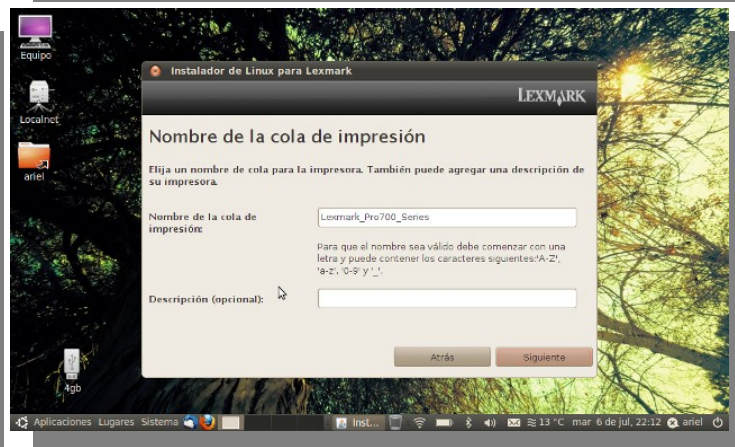 Equipo
Localnet
ariel
4gb
Instalador de Linux para Lexmark
LEXMARK
Nombre de la cola de impresión
Elija un nombre de cola para la impresora. También puede agregar una descripción de
su impresora.
Nombre de la cola de
impresión:
Lexmark_Pro700_Series
Para que el nombre sea válido debe comenzar con una
letra y puede contener los caracteres siguientes:'A-Z',
'a-z', '0-9' y '_'.
Descripción (opcional):
Atrás
Siguiente
Aplicaciones Lugares Sistema
Inst...
13 °C mar 6 de jul, 22:12 ariel